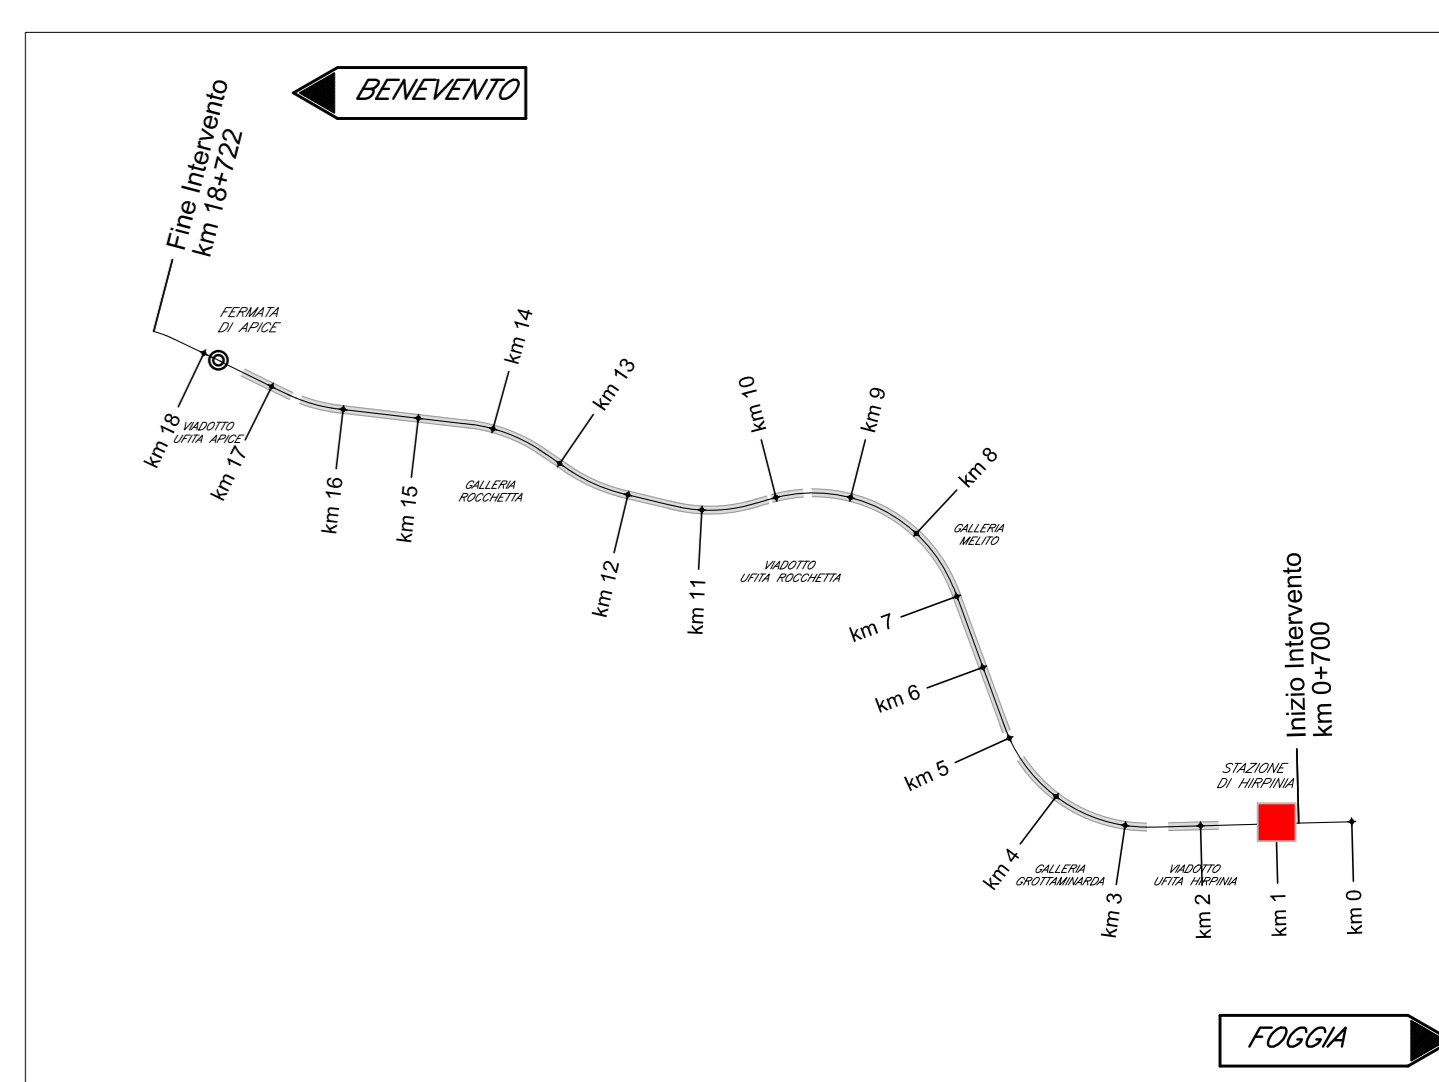 BENEVENTO
Fine Intervento
km 18+722
FERMATA
DI APICE
km 18
VIADOTTO
UFITA APICE
km 17
km 16
km 15
km 14
GALLERIA
ROCCHETTA
km 13
km 12
km 11
km 10
VIADOTTO
UFITA ROCCHETTA
km 9
km 8
GALLERIA
MELITO
km 7
km 6
km 5
km 4
GALLERIA
GROTTAMINARDA
km 3
VIADOTTO
UFITA HIRPINIA
km 2
STAZIONE
DI HIRPINIA
km 1
Inizio Intervento
km 0+700
km 0
FOGGIA